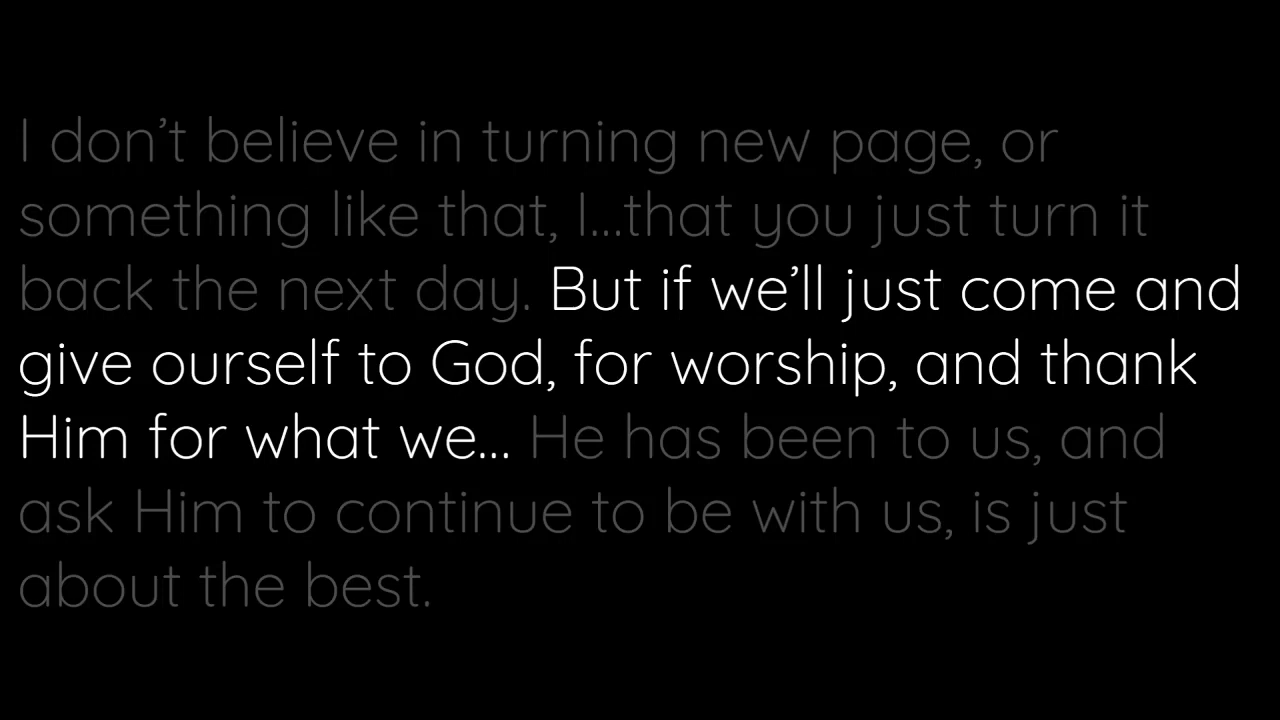 I don’t believe in turning new page, or
something like that, I...that you just turn it
back the next day. But if we’ll just come and
give ourself to God, for worship, and thank
Him for what we... He has been to us, and
ask Him to continue to be with us, is just
about the best.